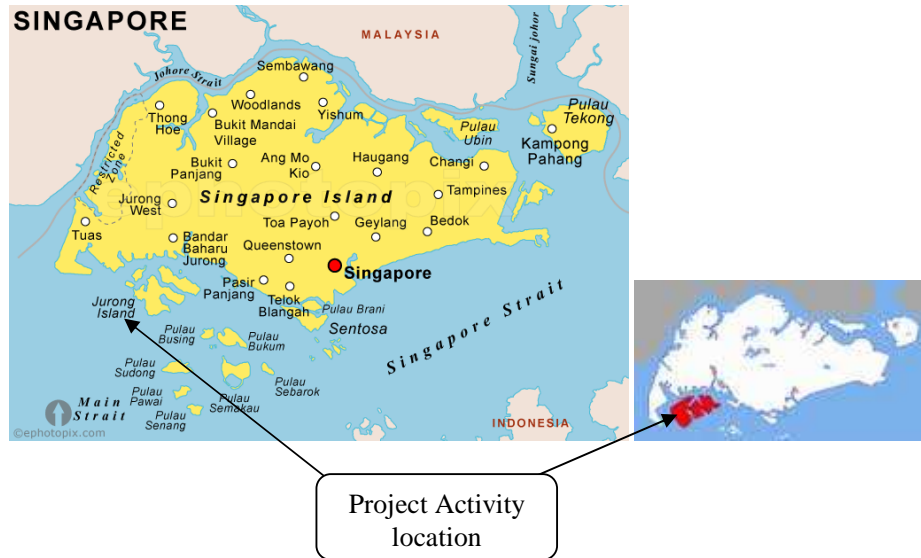 SINGAPORE
MALAYSIA
Sungai johor
Johore Strait
Sembawang
Woodlands
Yishum
Thong
Hoe
Bukit Mandai
Village
Pulau
Ubin
Pulau
Tekong
Kampong
Pahang
Restricted
Zone
Bukit
Panjang
Ang Mo
Kio
Haugang
Changi
ephotopix
Singapore Island
Tampines
Jurong
West
Toa Payoh
Geylang
Bedok
Tuas
Bandar
Baharu
Jurong
Queenstown
Singapore
Pasir
Panjang
Telok
Blangah
Pulau Brani
Sentosa
Singapore Strait
Jurong
Island
Pulau
Busing
Pulau
Bukum
Pulau
Sudong
Pulau
Sebarok
Pulau
Pawai
Pulau
Semakau
Pulau
Senang
Main
Strait
©ephotopix.com
INDONESIA
Project Activity
location